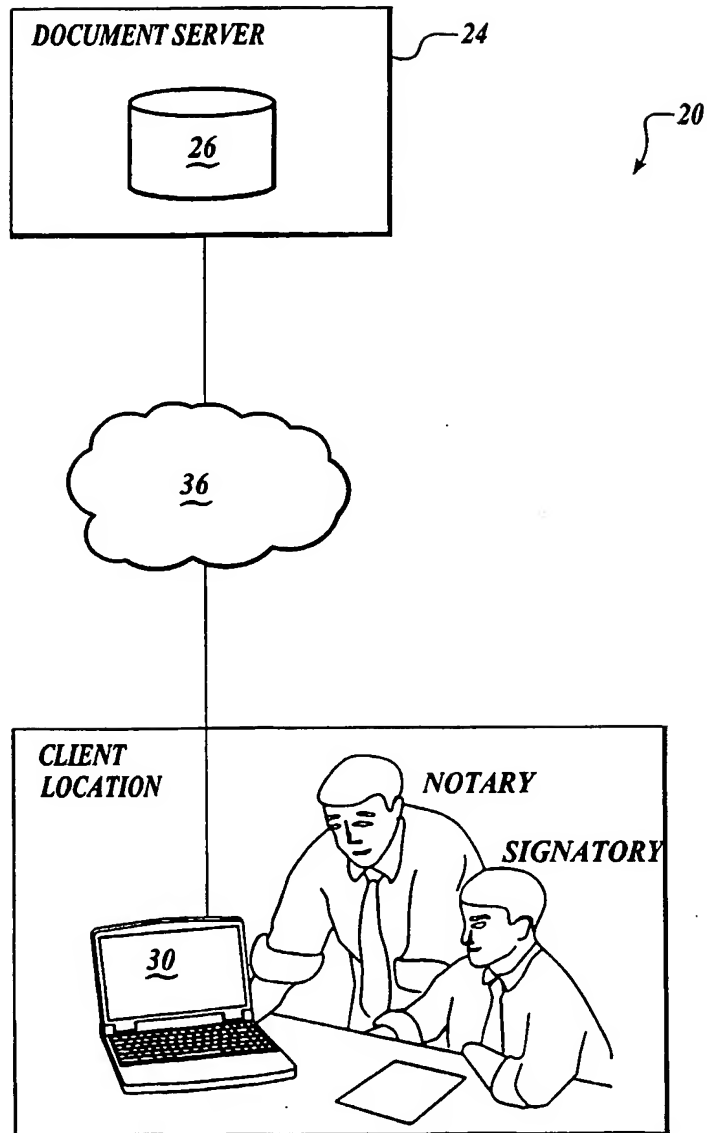 DOCUMENT SERVER
24
26
20
36
CLIENT
LOCATION
NOTARY
SIGNATORY
30